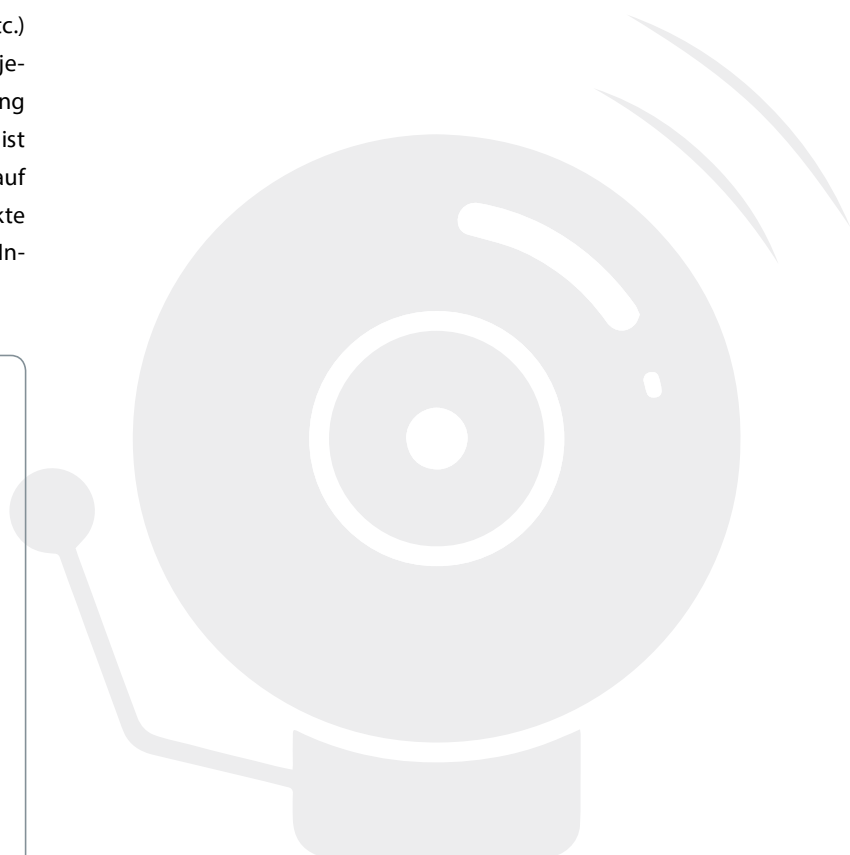 tc.)
je-
ng
ist
auf
kte
In-